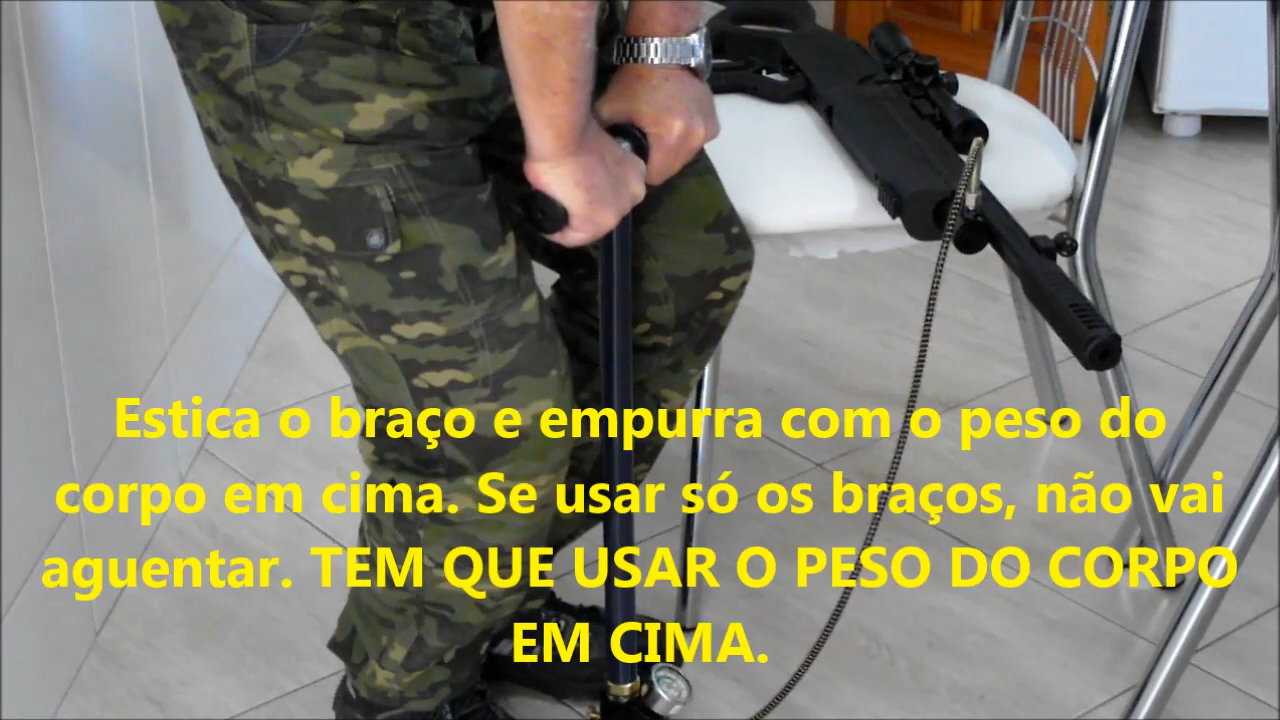 Estica o braço e empurra com o peso do
corpo em cima. Se usar só os braços, não vai
aguentar. TEM QUE USAR O PESO DO CORPO
EM CIMA.